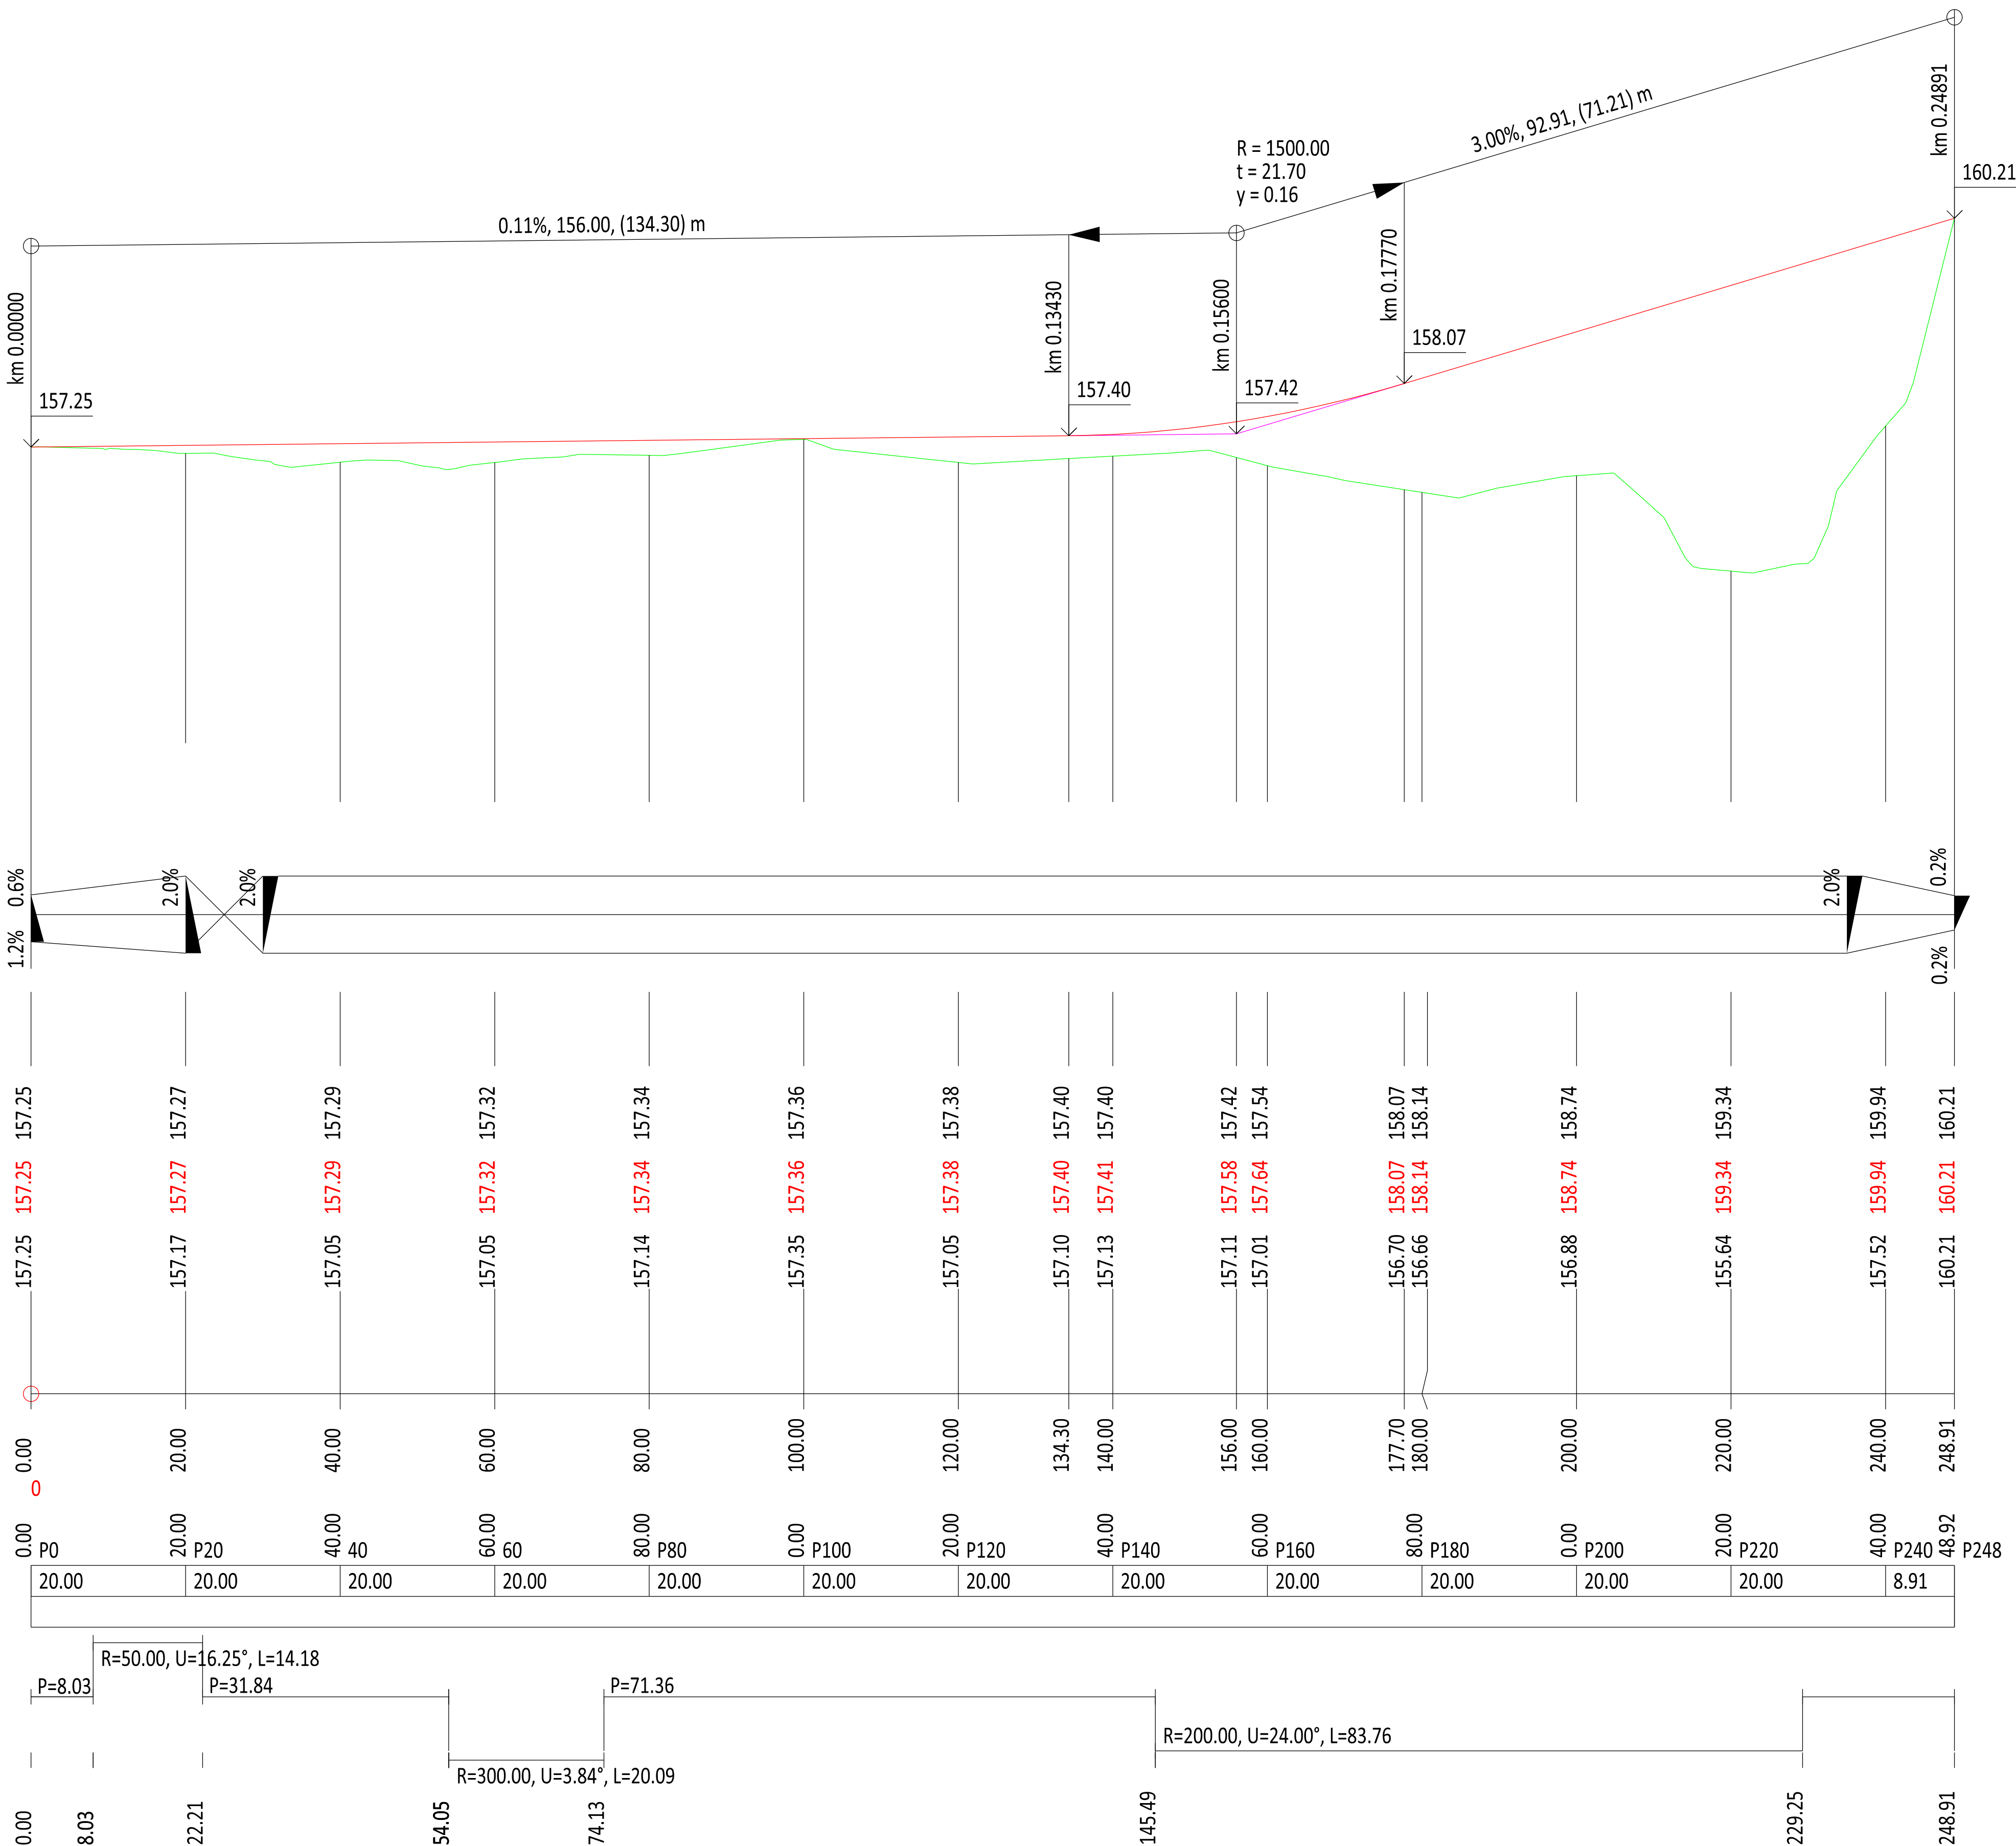 km 0.24891
3.00%, 92.91, (71.21) m
R = 1500.00
t = 21.70
y = 0.16
160.21
0.11%, 156.00, (134.30) m
km 0.00000
km 0.13430
km 0.15600
km 0.17770
158.07
157.25
157.40
157.42
0.6% 2.0% 2.0% 2.0% 0.2%
1.2% 0.2%
157.25 157.27 157.29 157.32 157.34 157.36 157.38 157.40 157.40 157.42 157.54 158.07 158.14 158.74 159.34 159.94 160.21
157.25 157.27 157.29 157.32 157.34 157.36 157.38 157.40 157.41 157.58 157.64 158.07 158.14 158.74 159.34 159.94 160.21
157.25 157.17 157.05 157.05 157.14 157.35 157.05 157.10 157.13 157.11 157.01 156.70 156.66 156.88 155.64 157.52 160.21
0.00 20.00 40.00 60.00 80.00 100.00 120.00 134.30 140.00 156.00 160.00 177.70 180.00 200.00 220.00 240.00 248.91
0
0.00 20.00 40.00 60.00 80.00 0.00 20.00 40.00 60.00 80.00 0.00 20.00 40.00 48.92
P0 P20 40 60 P80 P100 P120 P140 P160 P180 P200 P220 P240 P248
20.00 20.00 20.00 20.00 20.00 20.00 20.00 20.00 20.00 20.00 20.00 20.00 8.91
R=50.00, U=16.25°, L=14.18
P=8.03 P=31.84 P=71.36
R=200.00, U=24.00°, L=83.76
R=300.00, U=3.84°, L=20.09
0.00 8.03 22.21 54.05 74.13 145.49 229.25 248.91